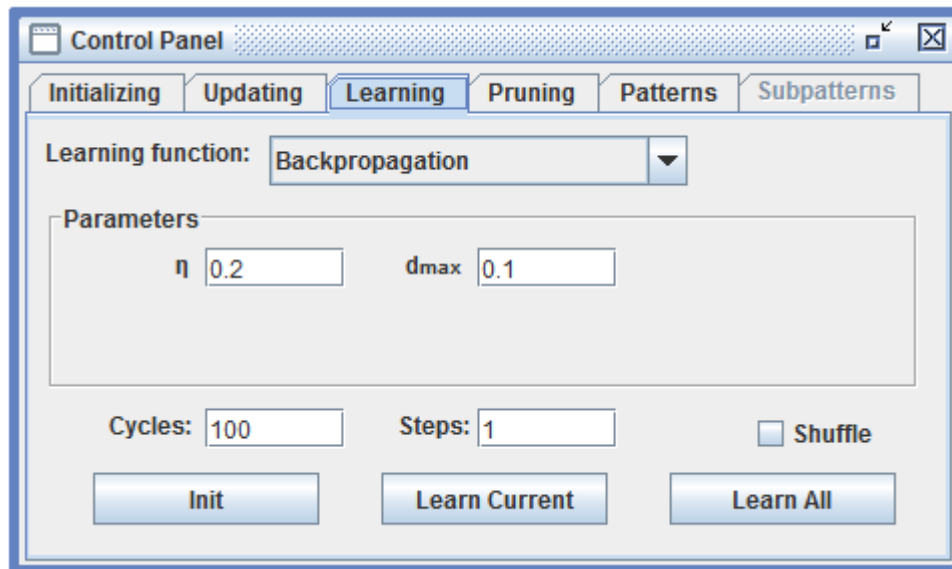 Control Panel
Initializing Updating Learning Pruning Patterns Subpatterns
Learning function: Backpropagation
Parameters
η 0.2 dmax 0.1
Cycles: 100 Steps: 1 Shuffle
Init Learn Current Learn All